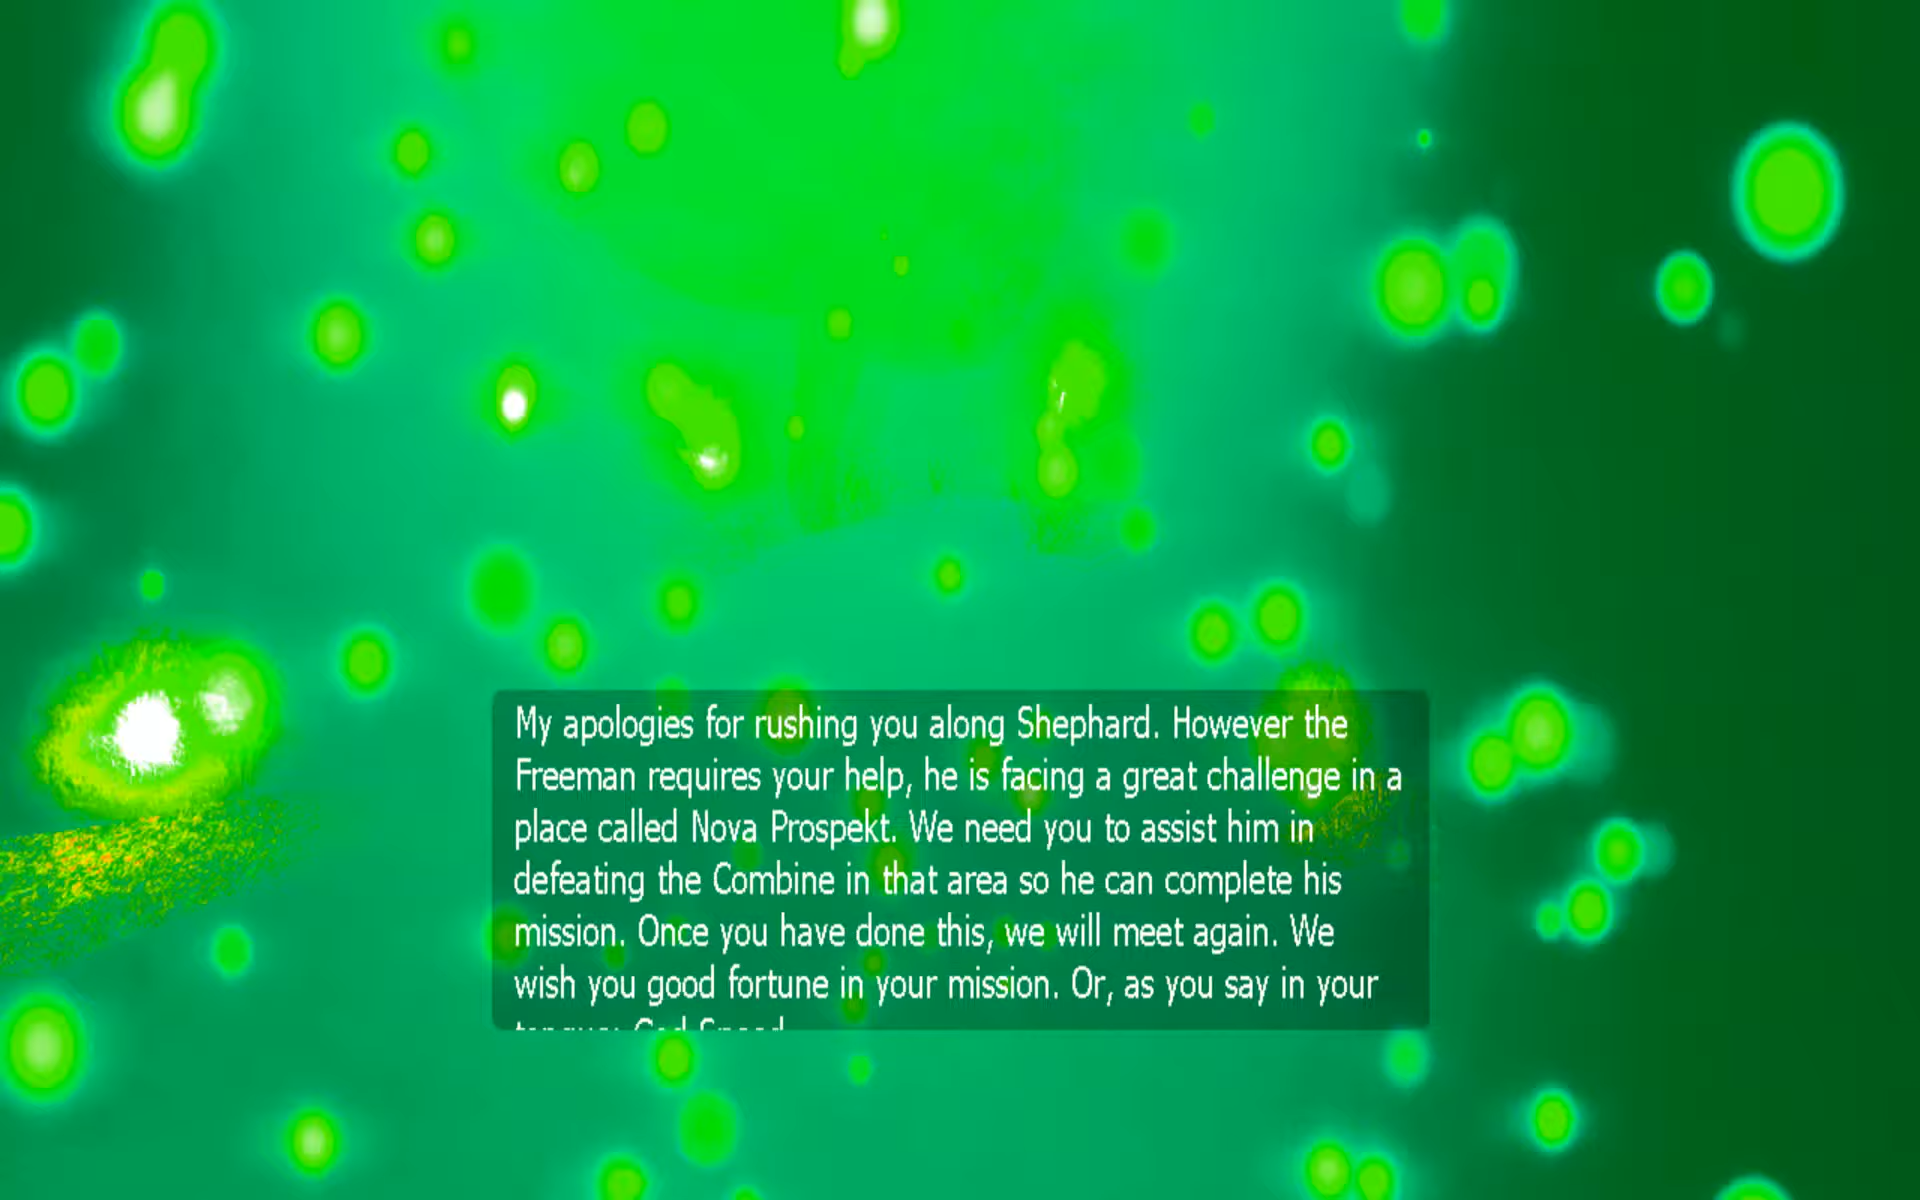 My apologies for rushing you along Shephard. However the
Freeman requires your help, he is facing a great challenge in a
place called Nova Prospekt. We need you to assist him in
defeating the Combine in that area so he can complete his
mission. Once you have done this, we will meet again. We
wish you good fortune in your mission. Or, as you say in your
God Speed